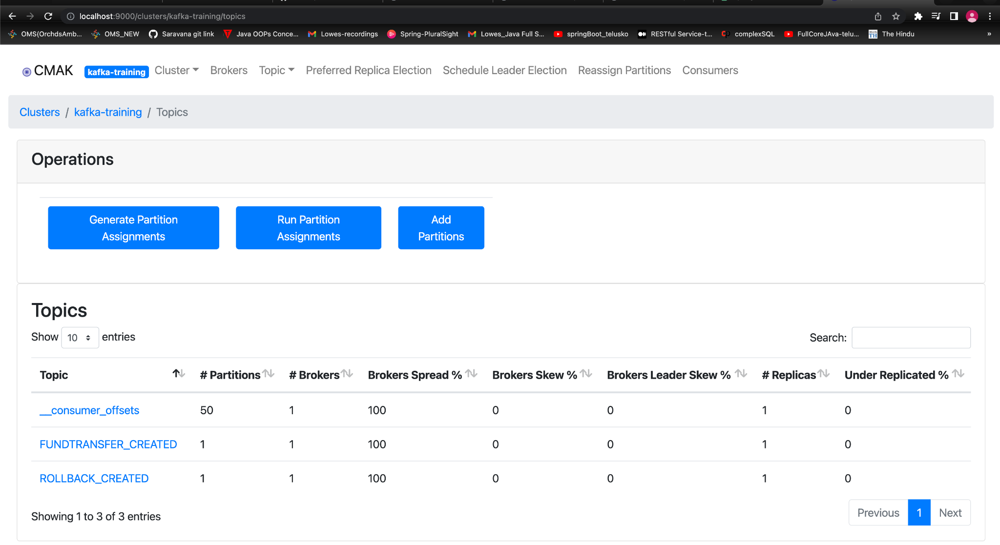 localhost:9000/clusters/kafka-training/topics
OMS(OrchdsAmb... OMS_NEW Saravana git link Java OOPs Conce... Lowes-recordings Spring-PluralSight Lowes_Java Full S... springBoot_telusko RESTful Service-t... complexSQL FullCoreJAva-telu... The Hindu »
CMAK kafka-training Cluster Brokers Topic Preferred Replica Election Schedule Leader Election Reassign Partitions Consumers
Clusters / kafka-training / Topics
Operations
Generate Partition Assignments Run Partition Assignments Add Partitions
Topics
Show 10 entries Search:
Topic # Partitions # Brokers Brokers Spread % Brokers Skew % Brokers Leader Skew % # Replicas Under Replicated %
__consumer_offsets 50 1 100 0 0 1 0
FUNDTRANSFER_CREATED 1 1 100 0 0 1 0
ROLLBACK_CREATED 1 1 100 0 0 1 0
Showing 1 to 3 of 3 entries Previous 1 Next